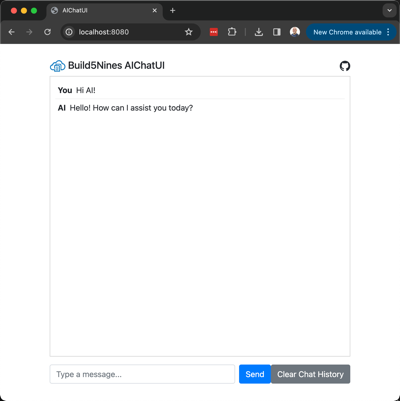 AIChatUI
localhost:8080
New Chrome available
Build5Nines AIChatUI
You Hi AI!
AI Hello! How can I assist you today?
Type a message...
Send
Clear Chat History